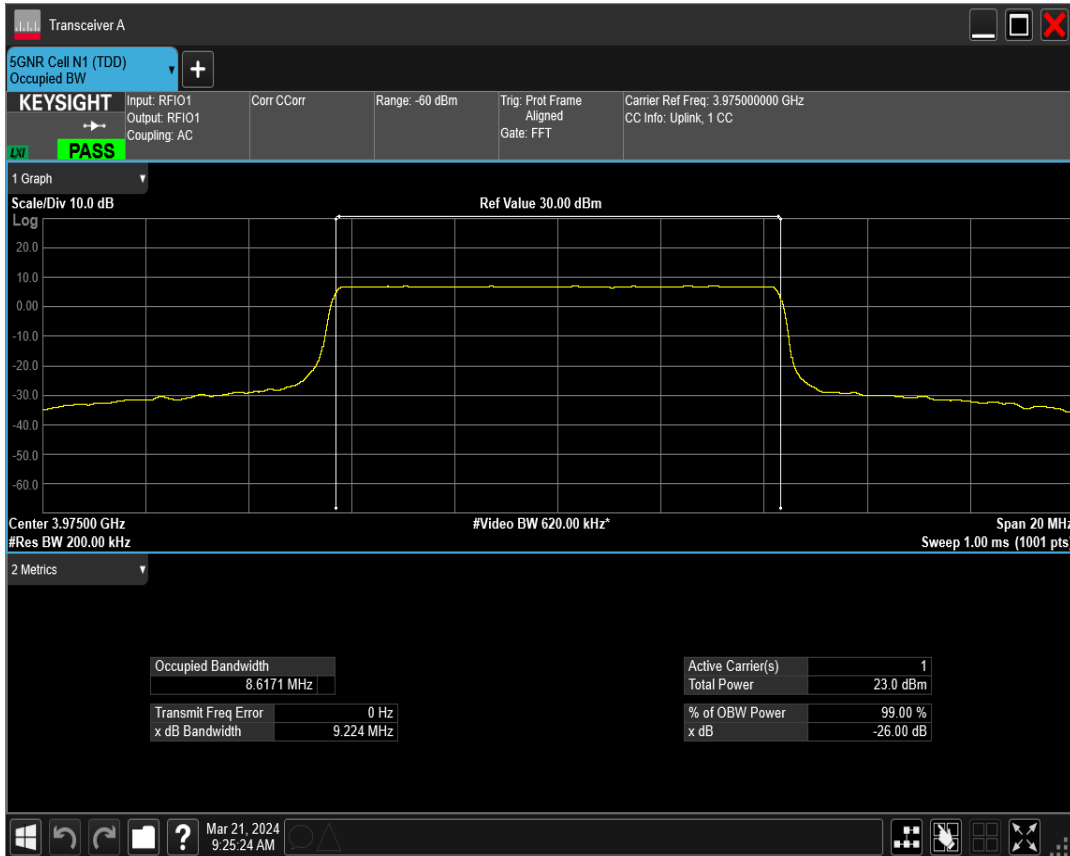 Transceiver A
5GNR Cell N1 (TDD)
Occupied BW
+
KEYSIGHT
LXI
PASS
Input: RFIO1
Output: RFIO1
Coupling: AC
Corr CCorr
Range: -60 dBm
Trig: Prot Frame
Aligned
Gate: FFT
Carrier Ref Freq: 3.975000000 GHz
CC Info: Uplink, 1 CC
1 Graph
Scale/Div 10.0 dB
Ref Value 30.00 dBm
Log
20.0
10.0
0.00
-10.0
-20.0
-30.0
-40.0
-50.0
-60.0
Center 3.97500 GHz
#Video BW 620.00 kHz*
Span 20 MHz
#Res BW 200.00 kHz
Sweep 1.00 ms (1001 pts)
2 Metrics
Occupied Bandwidth
8.6171 MHz
Transmit Freq Error 0 Hz
x dB Bandwidth 9.224 MHz
Active Carrier(s) 1
Total Power 23.0 dBm
% of OBW Power 99.00 %
x dB -26.00 dB
?
Mar 21, 2024
9:25:24 AM